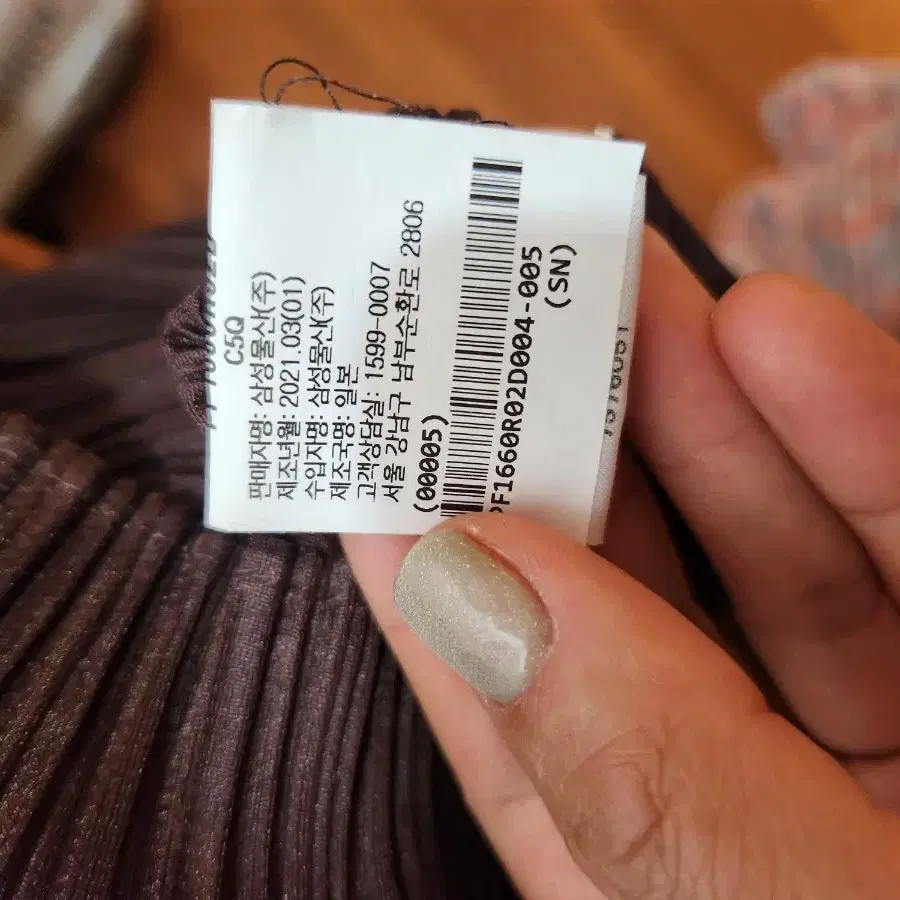 C5Q
판매자명: 삼성물산(주)
제조년월: 2021.03(01)
수입자명: 삼성물산(주)
제조국명: 일본
고객상담실: 1599-0007
서울 강남구 남부순환로 2806
(00005)
PF1660R02D004-005
(SN)